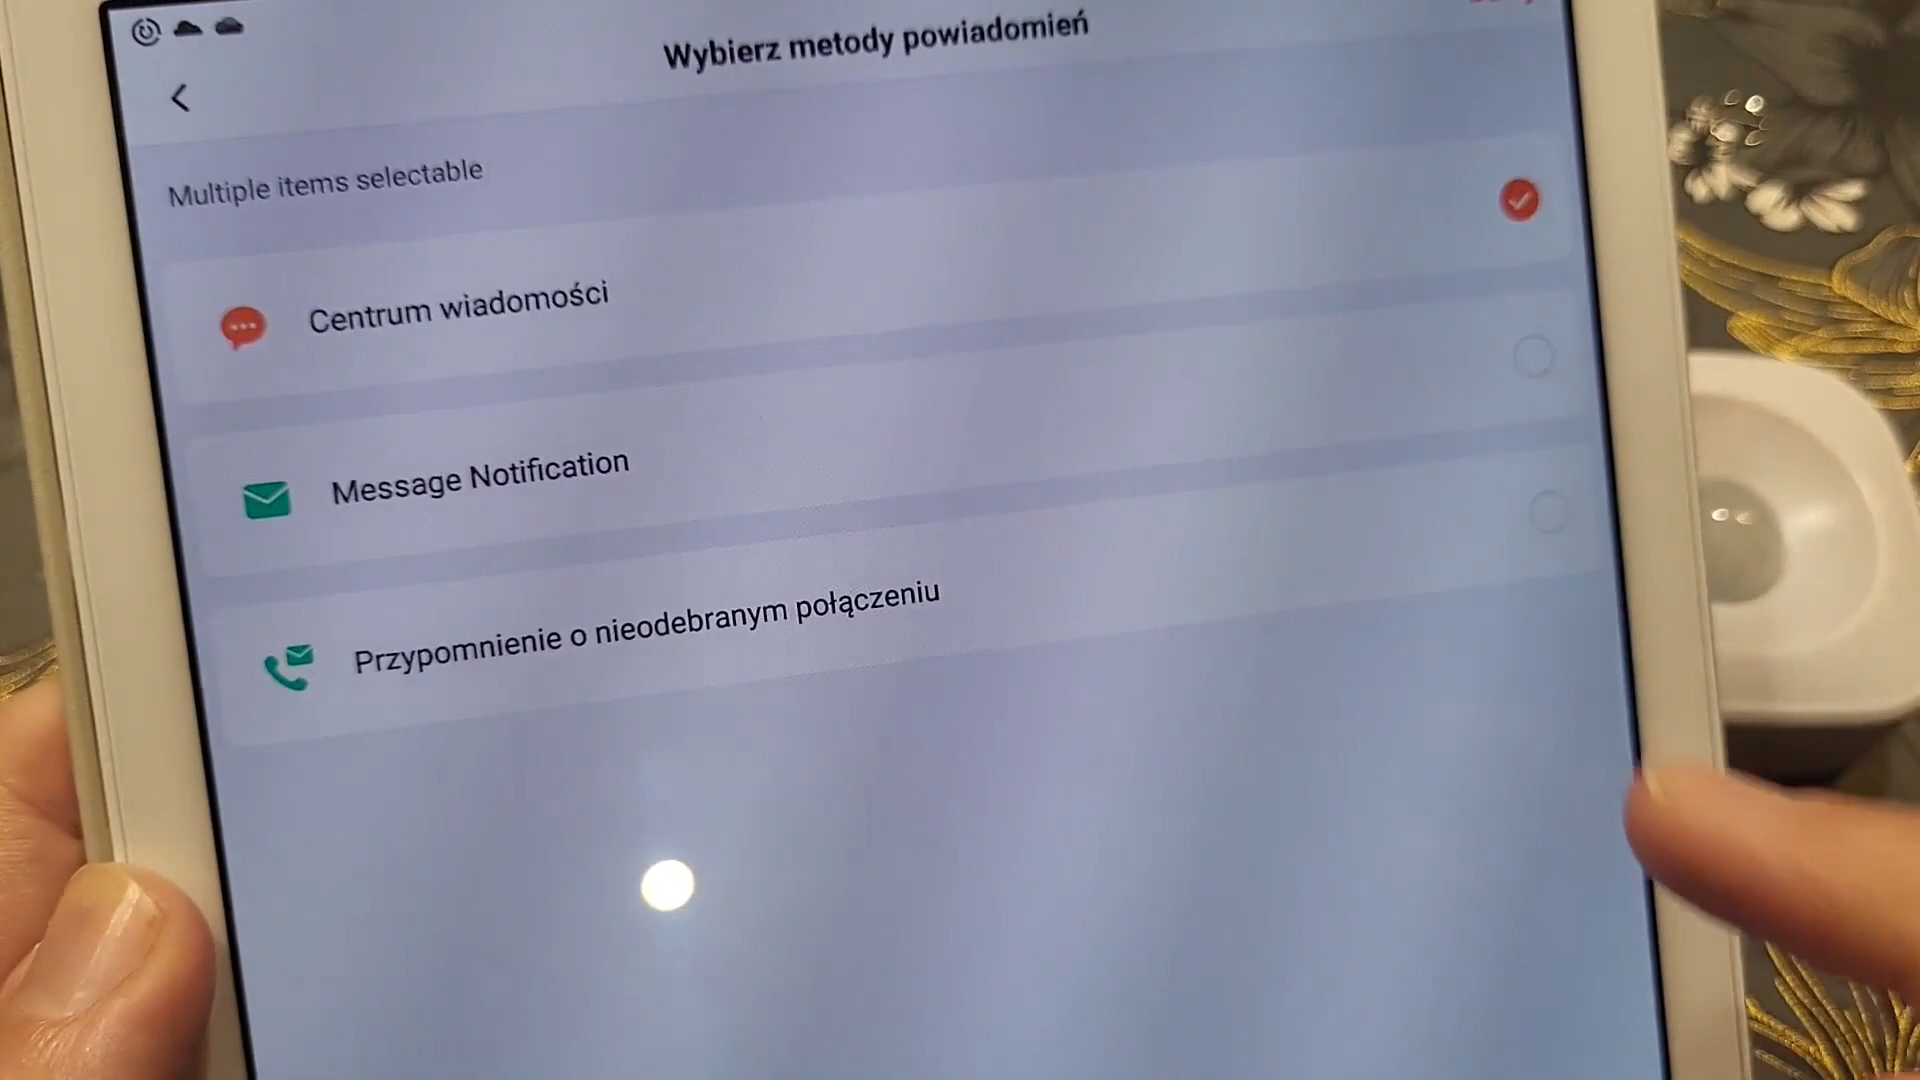 Wybierz metody powiadomień
Multiple items selectable
Centrum wiadomości
Message Notification
Przypomnienie o nieodebranym połączeniu